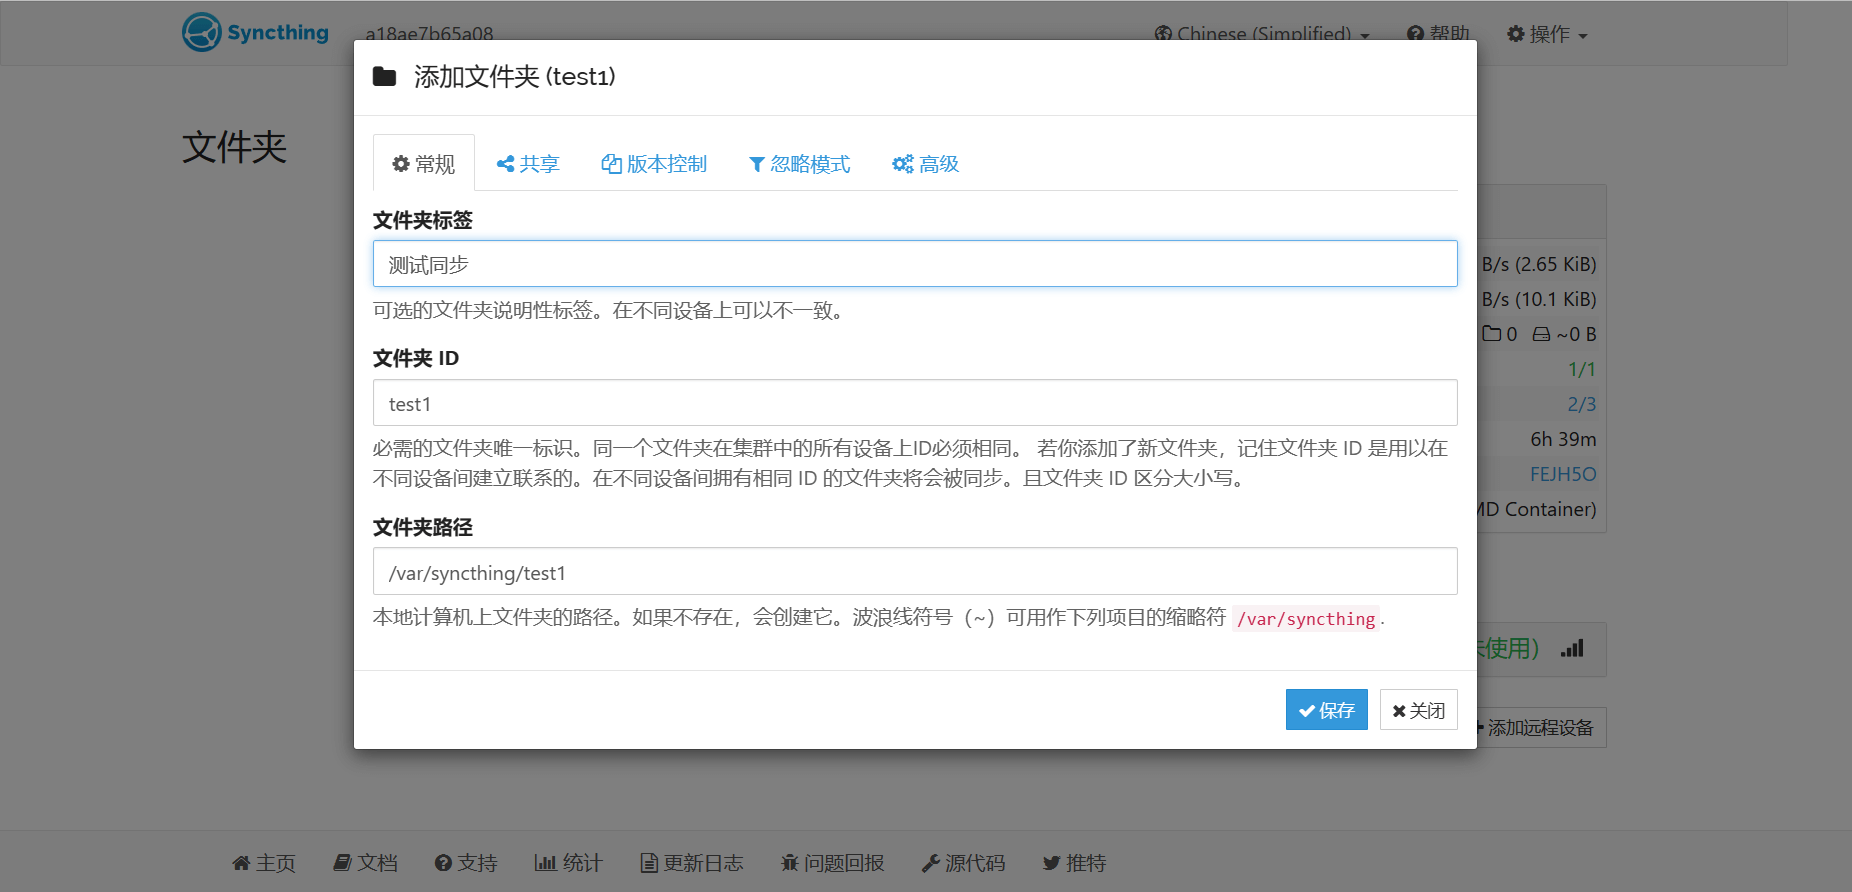 Syncthing
a18ae7b65a08
Chinese (Simplified)
帮助
操作
添加文件夹 (test1)
文件夹
常规
共享
版本控制
忽略模式
高级
文件夹标签
测试同步
可选的文件夹说明性标签。在不同设备上可以不一致。
文件夹 ID
test1
必需的文件夹唯一标识。同一个文件夹在集群中的所有设备上ID必须相同。 若你添加了新文件夹，记住文件夹 ID 是用以在
不同设备间建立联系的。在不同设备间拥有相同 ID 的文件夹将会被同步。且文件夹 ID 区分大小写。
文件夹路径
/var/syncthing/test1
本地计算机上文件夹的路径。如果不存在，会创建它。波浪线符号（~）可用作下列项目的缩略符 /var/syncthing.
保存
关闭
B/s (2.65 KiB)
B/s (10.1 KiB)
0 ~0 B
1/1
2/3
6h 39m
FEJH5O
MD Container)
未使用)
添加远程设备
主页
文档
支持
统计
更新日志
问题回报
源代码
推特